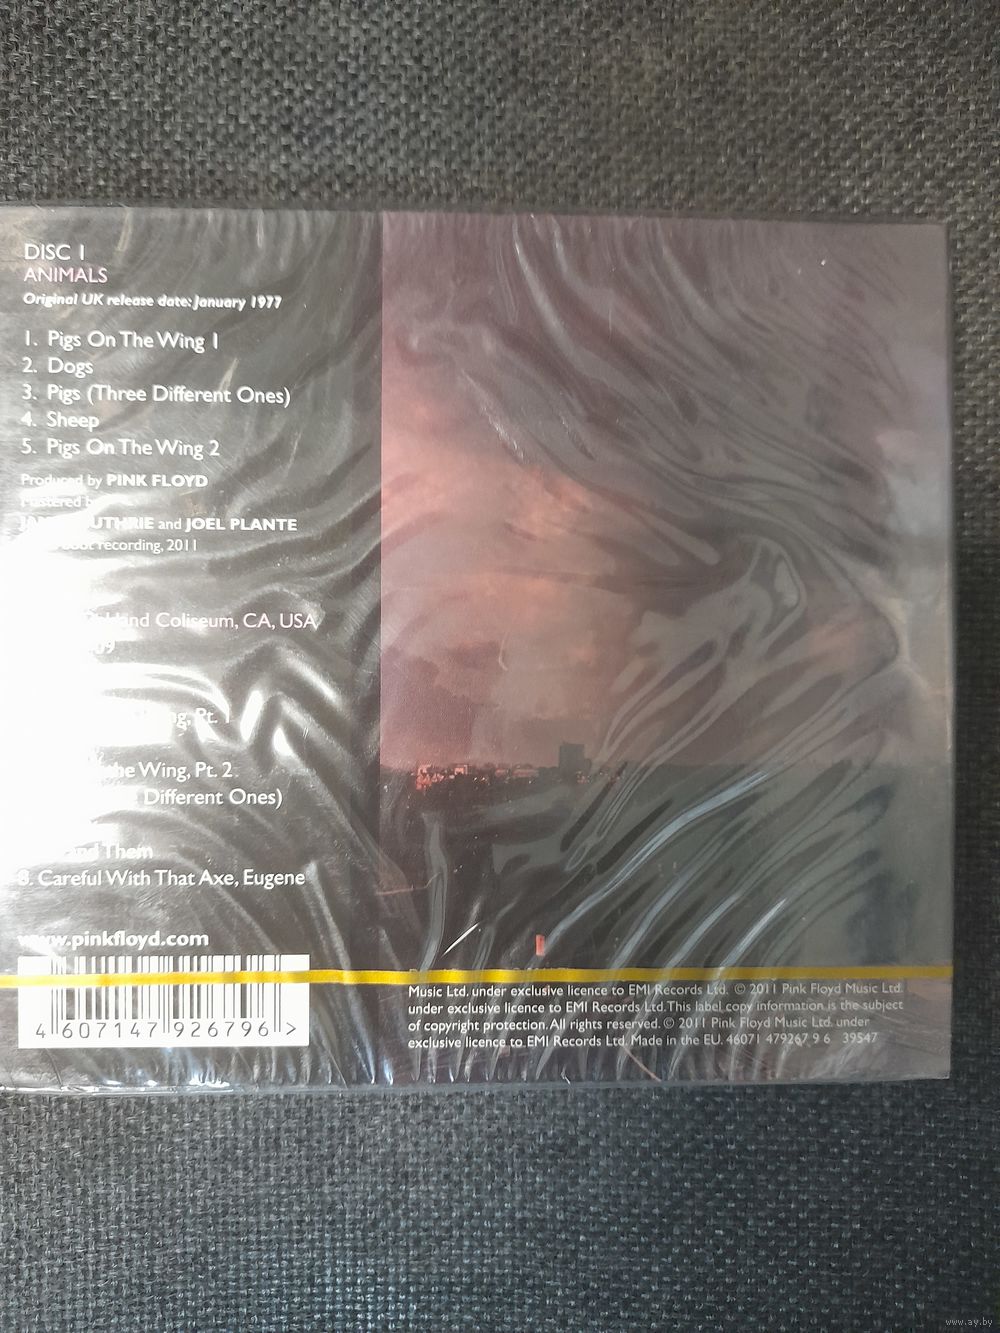 DISC 1
ANIMALS
Original UK release date: January 1977
1. Pigs On The Wing 1
2. Dogs
3. Pigs (Three Different Ones)
4. Sheep
5. Pigs On The Wing 2
Produced by PINK FLOYD
Mastered by
GUTHRIE and JOEL PLANTE
recording, 2011
Coliseum, CA, USA
Pt. 1
the Wing, Pt. 2
Different Ones)
and Them
8. Careful With That Axe, Eugene
www.pinkfloyd.com
4 607147 926796 >
Music Ltd. under exclusive licence to EMI Records Ltd. © 2011 Pink Floyd Music Ltd.
under exclusive licence to EMI Records Ltd. This label copy information is the subject
of copyright protection. All rights reserved. © 2011 Pink Floyd Music Ltd. under
exclusive licence to EMI Records Ltd. Made in the EU. 46071 479267 9 6 39547
www.ay.by